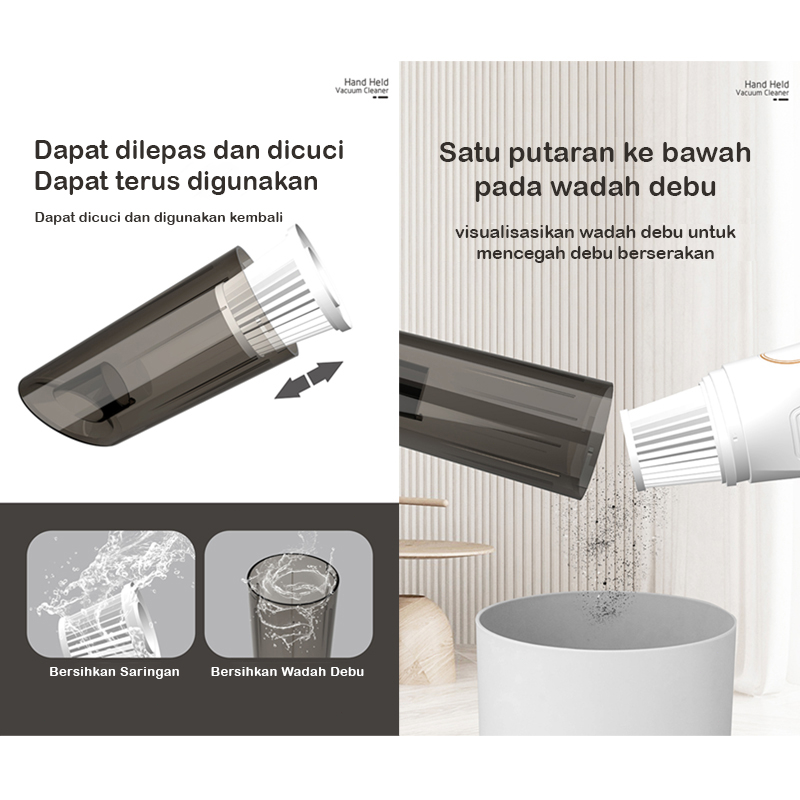 Hand Held
Vacuum Cleaner
Dapat dilepas dan dicuci
Dapat terus digunakan
Dapat dicuci dan digunakan kembali
Bersihkan Saringan
Bersihkan Wadah Debu
Hand Held
Vacuum Cleaner
Satu putaran ke bawah
pada wadah debu
visualisasikan wadah debu untuk
mencegah debu berserakan